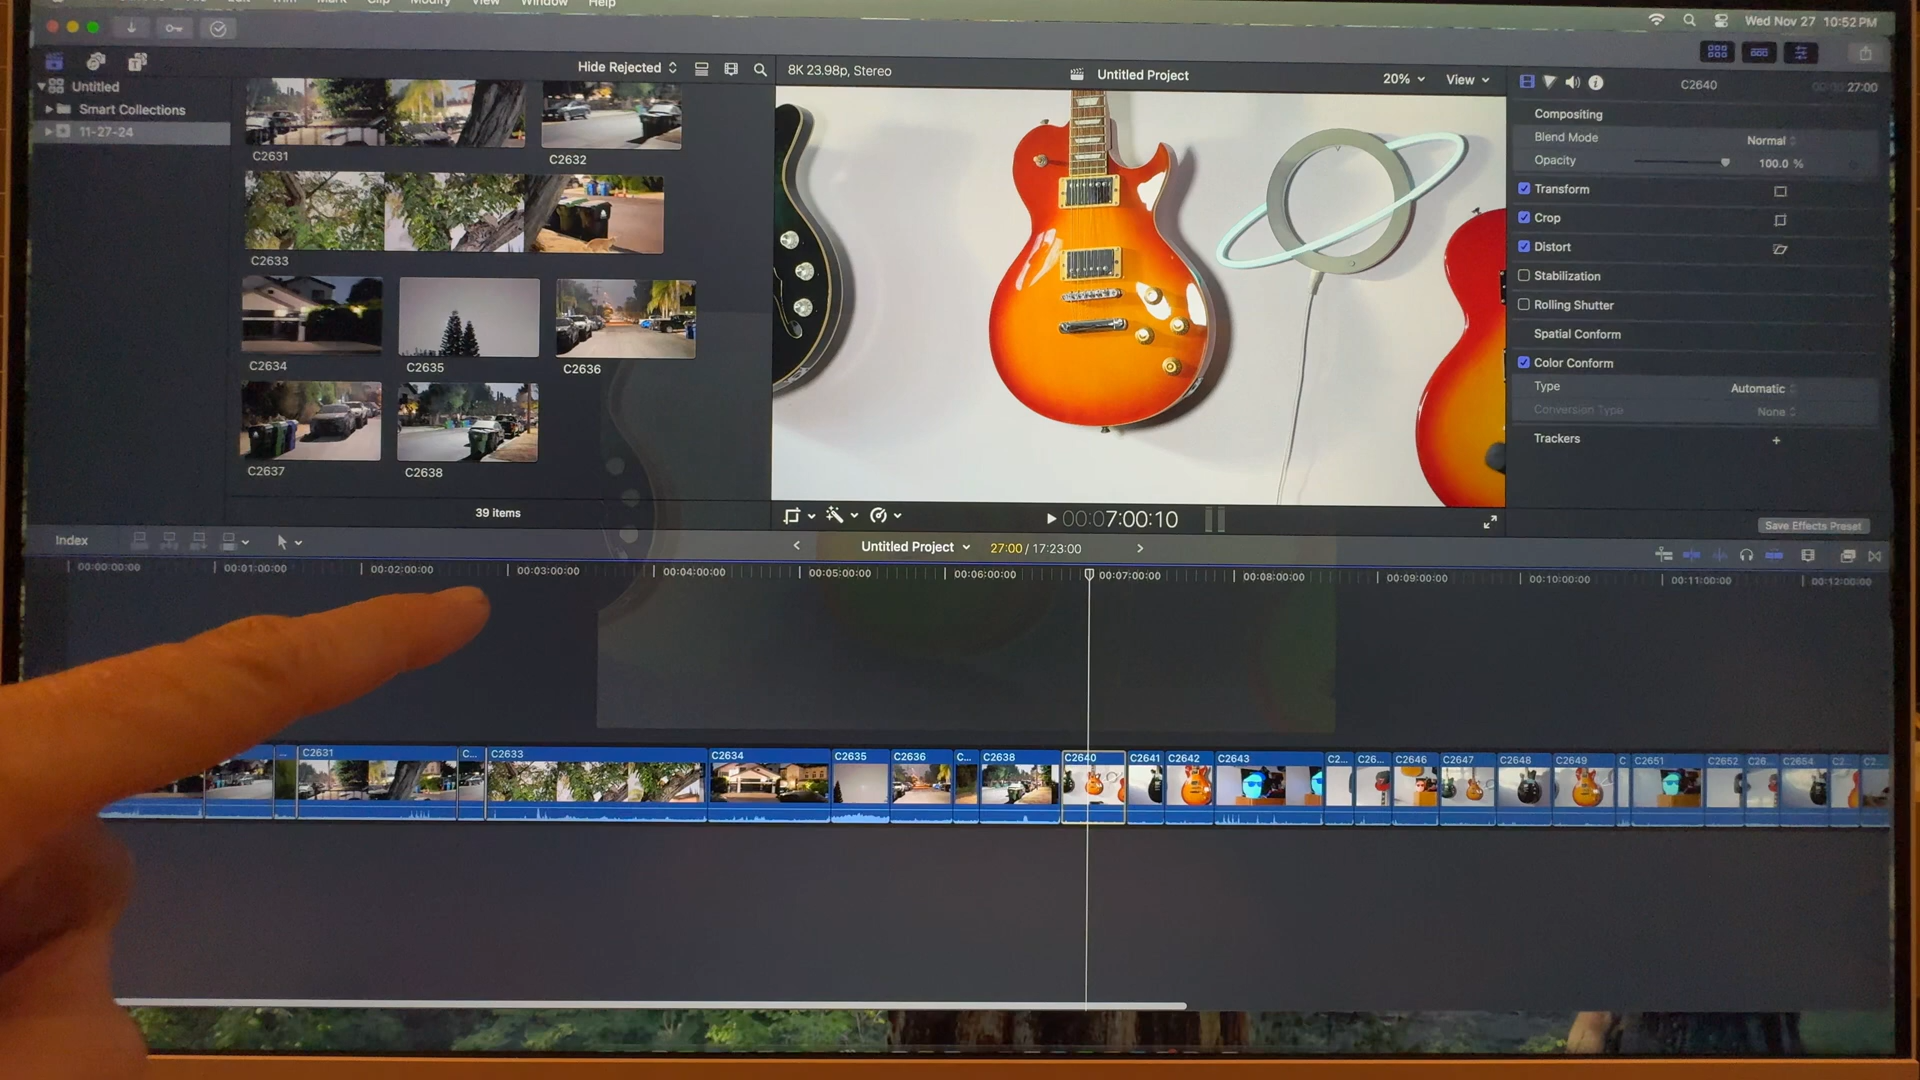 Modify View Window Help
Wed Nov 27 10:52 PM
Untitled
Smart Collections
11-27-24
Hide Rejected
C2631
C2632
C2633
C2634
C2635
C2636
C2637
C2638
39 items
8K 23.98p, Stereo
Untitled Project
20%
View
00:07:00:10
C2640
27:00
Compositing
Blend Mode
Normal
Opacity
100.0 %
Transform
Crop
Distort
Stabilization
Rolling Shutter
Spatial Conform
Color Conform
Type
Automatic
Conversion Type
None
Trackers
Save Effects Preset
Index
Untitled Project
27:00 / 17:23:00
00:00:00:00
00:01:00:00
00:02:00:00
00:03:00:00
00:04:00:00
00:05:00:00
00:06:00:00
00:07:00:00
00:08:00:00
00:09:00:00
00:10:00:00
00:11:00:00
00:12:00:00
C2631
C...
C2633
C2634
C2635
C2636
C...
C2638
C2640
C2641
C2642
C2643
C2...
C26...
C2646
C2647
C2648
C2649
C
C2651
C2652
C26...
C2654
C2...
C2...